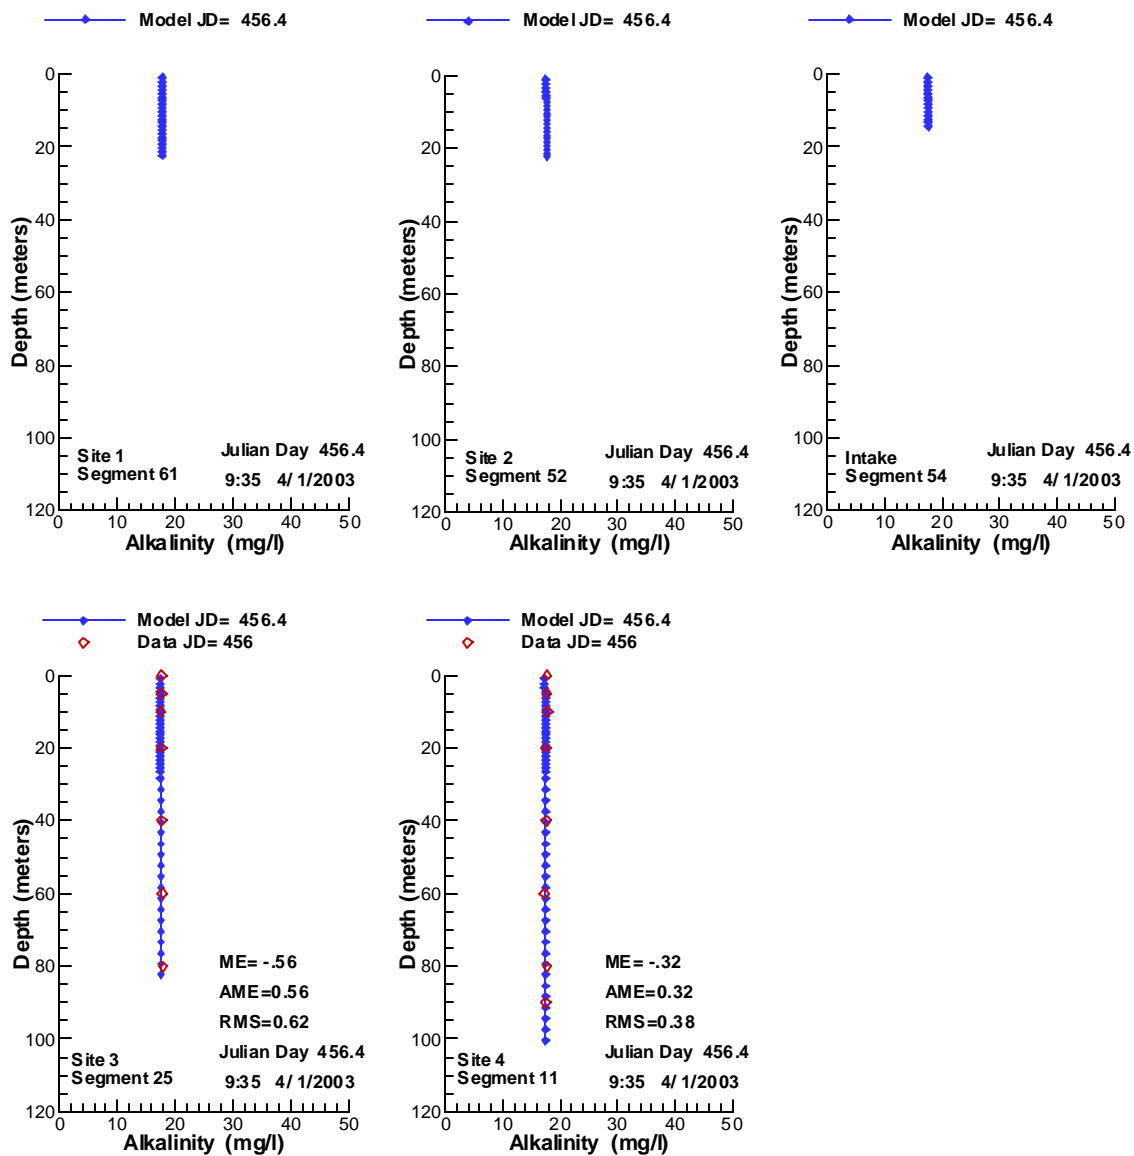 Model JD= 456.4
0
20
40
60
80
100
120
Depth (meters)
Site 1
Segment 61
Julian Day 456.4
9:35 4/ 1/2003
0 10 20 30 40 50
Alkalinity (mg/l)
Model JD= 456.4
0
20
40
60
80
100
120
Depth (meters)
Site 2
Segment 52
Julian Day 456.4
9:35 4/ 1/2003
0 10 20 30 40 50
Alkalinity (mg/l)
Model JD= 456.4
0
20
40
60
80
100
120
Depth (meters)
Intake
Segment 54
Julian Day 456.4
9:35 4/ 1/2003
0 10 20 30 40 50
Alkalinity (mg/l)
Model JD= 456.4
Data JD= 456
0
20
40
60
80
100
120
Depth (meters)
ME= -.56
AME=0.56
RMS=0.62
Site 3
Segment 25
Julian Day 456.4
9:35 4/ 1/2003
0 10 20 30 40 50
Alkalinity (mg/l)
Model JD= 456.4
Data JD= 456
0
20
40
60
80
100
120
Depth (meters)
ME= -.32
AME=0.32
RMS=0.38
Site 4
Segment 11
Julian Day 456.4
9:35 4/ 1/2003
0 10 20 30 40 50
Alkalinity (mg/l)